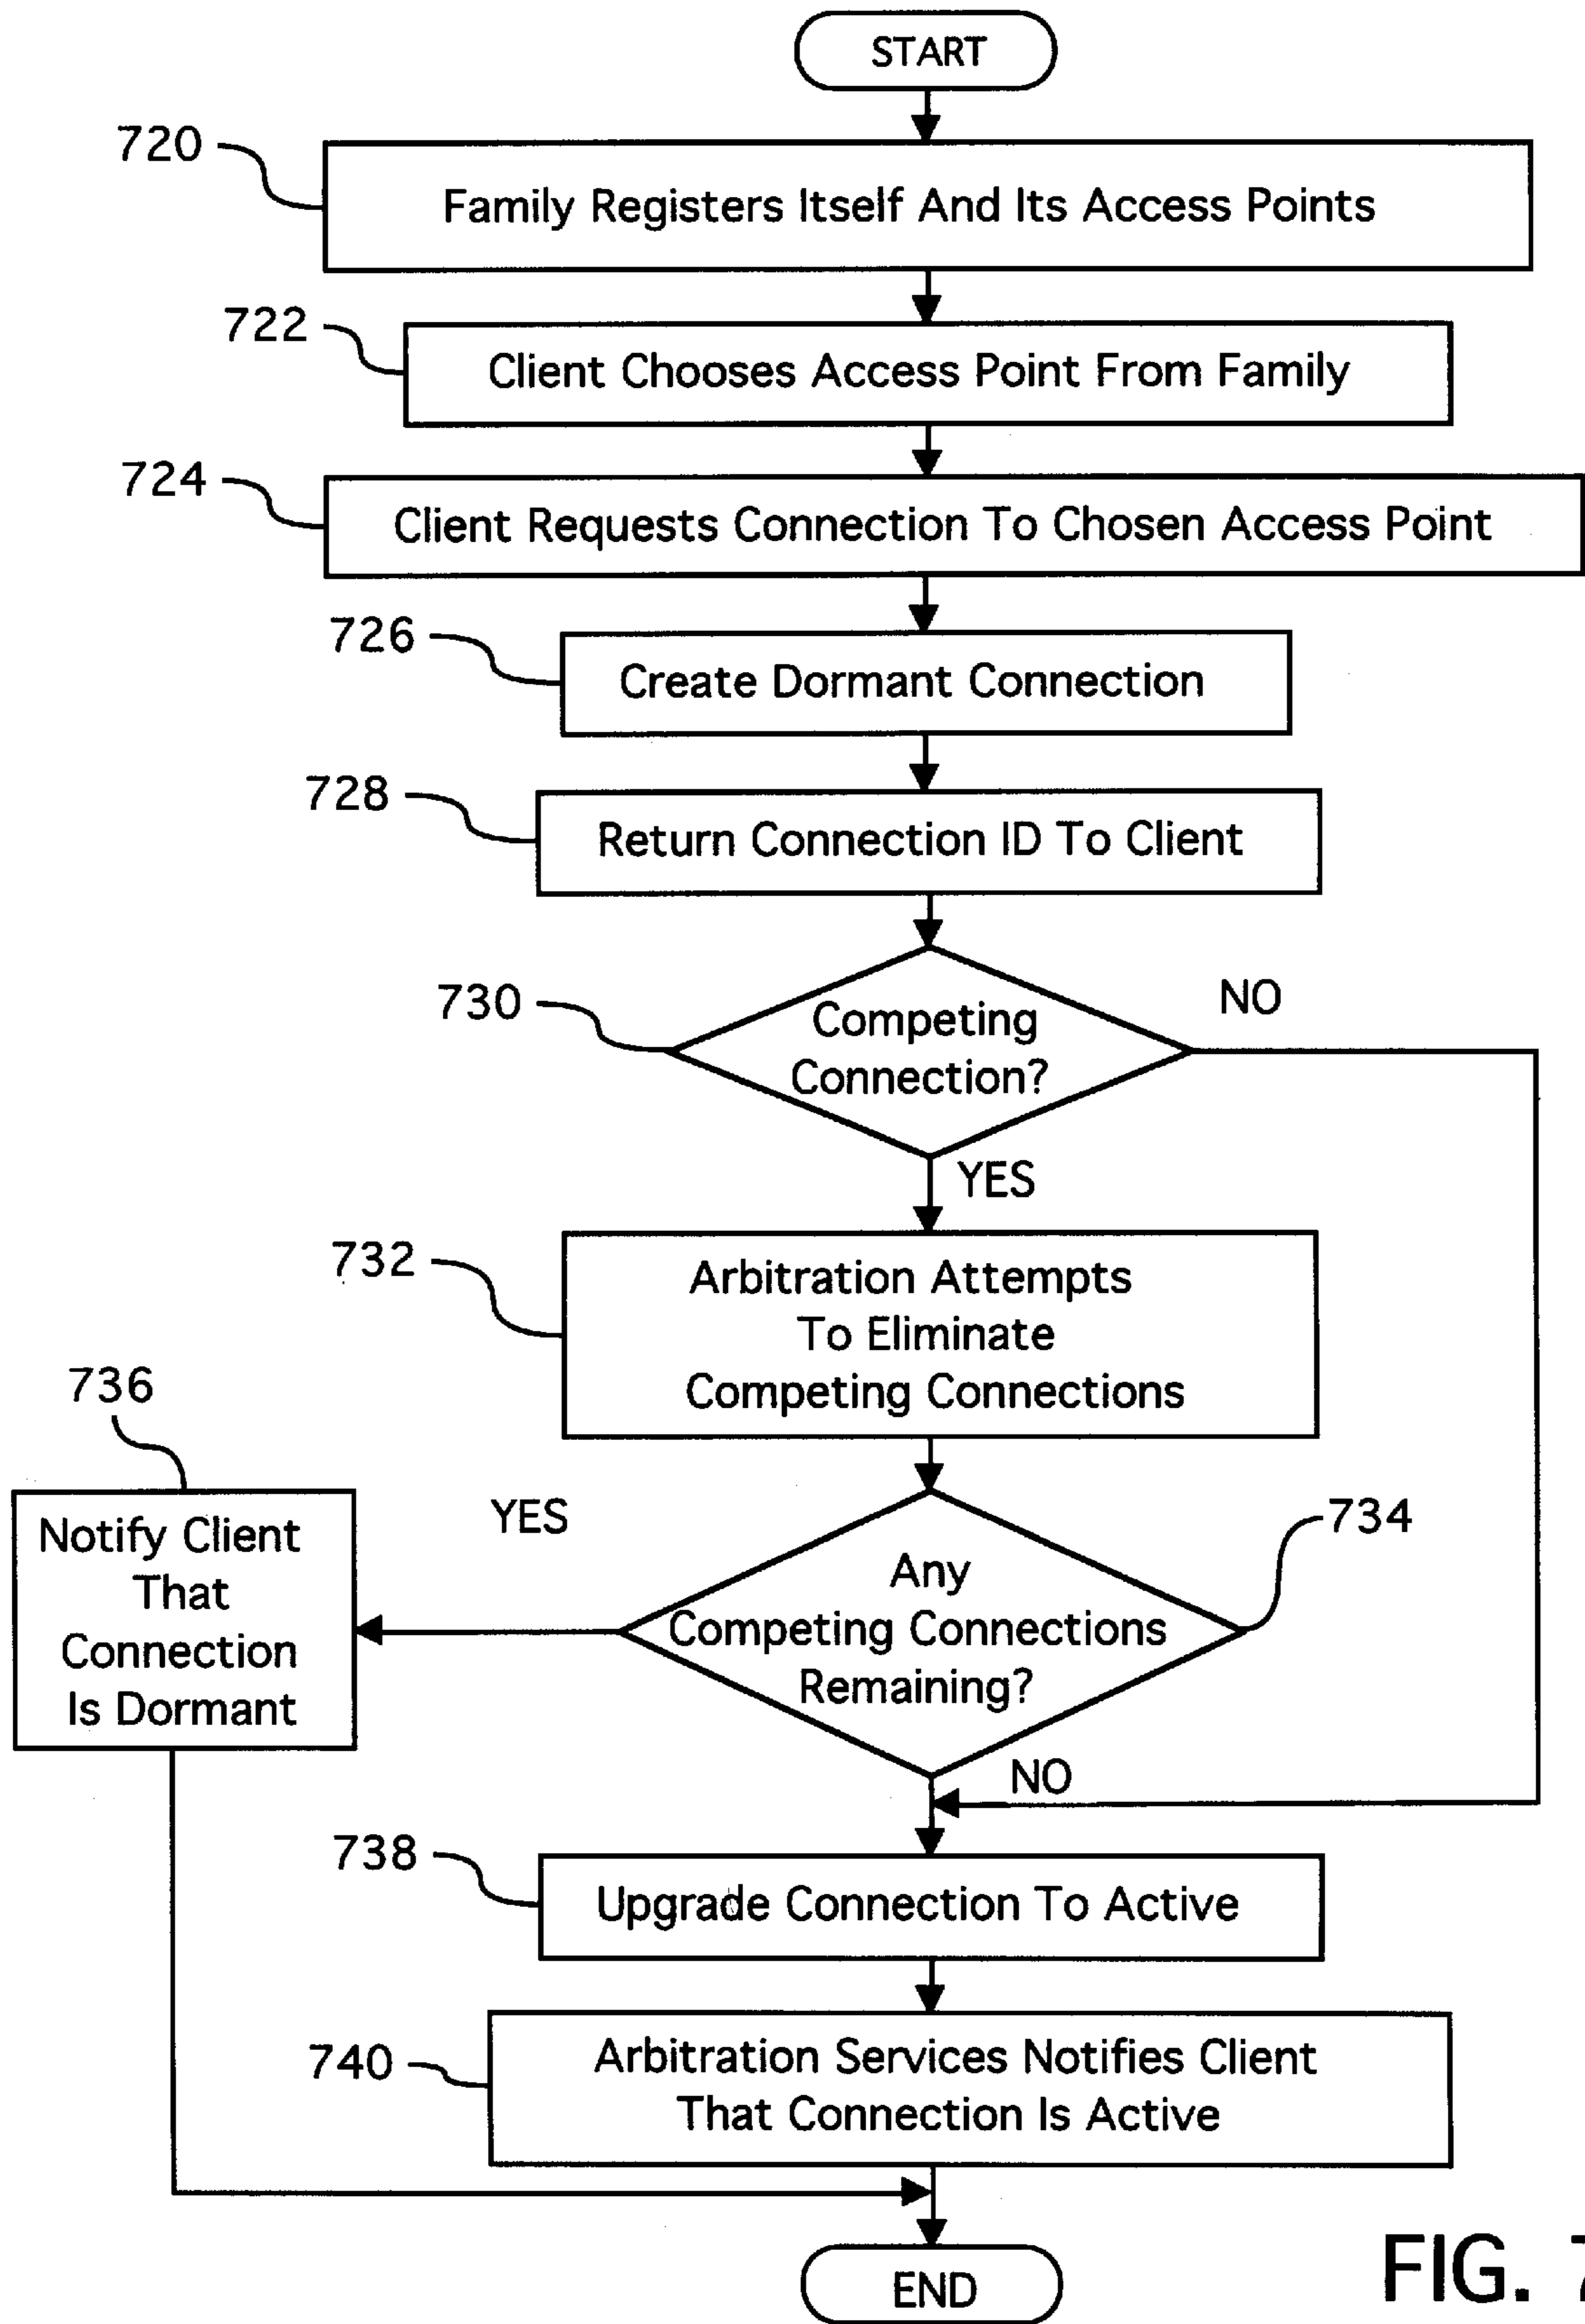 START
720
Family Registers Itself And Its Access Points
722
Client Chooses Access Point From Family
724
Client Requests Connection To Chosen Access Point
726
Create Dormant Connection
728
Return Connection ID To Client
730
Competing
Connection?
NO
YES
732
Arbitration Attempts
To Eliminate
Competing Connections
736
Notify Client
That
Connection
Is Dormant
YES
734
Any
Competing Connections
Remaining?
NO
738
Upgrade Connection To Active
740
Arbitration Services Notifies Client
That Connection Is Active
END
FIG. 7